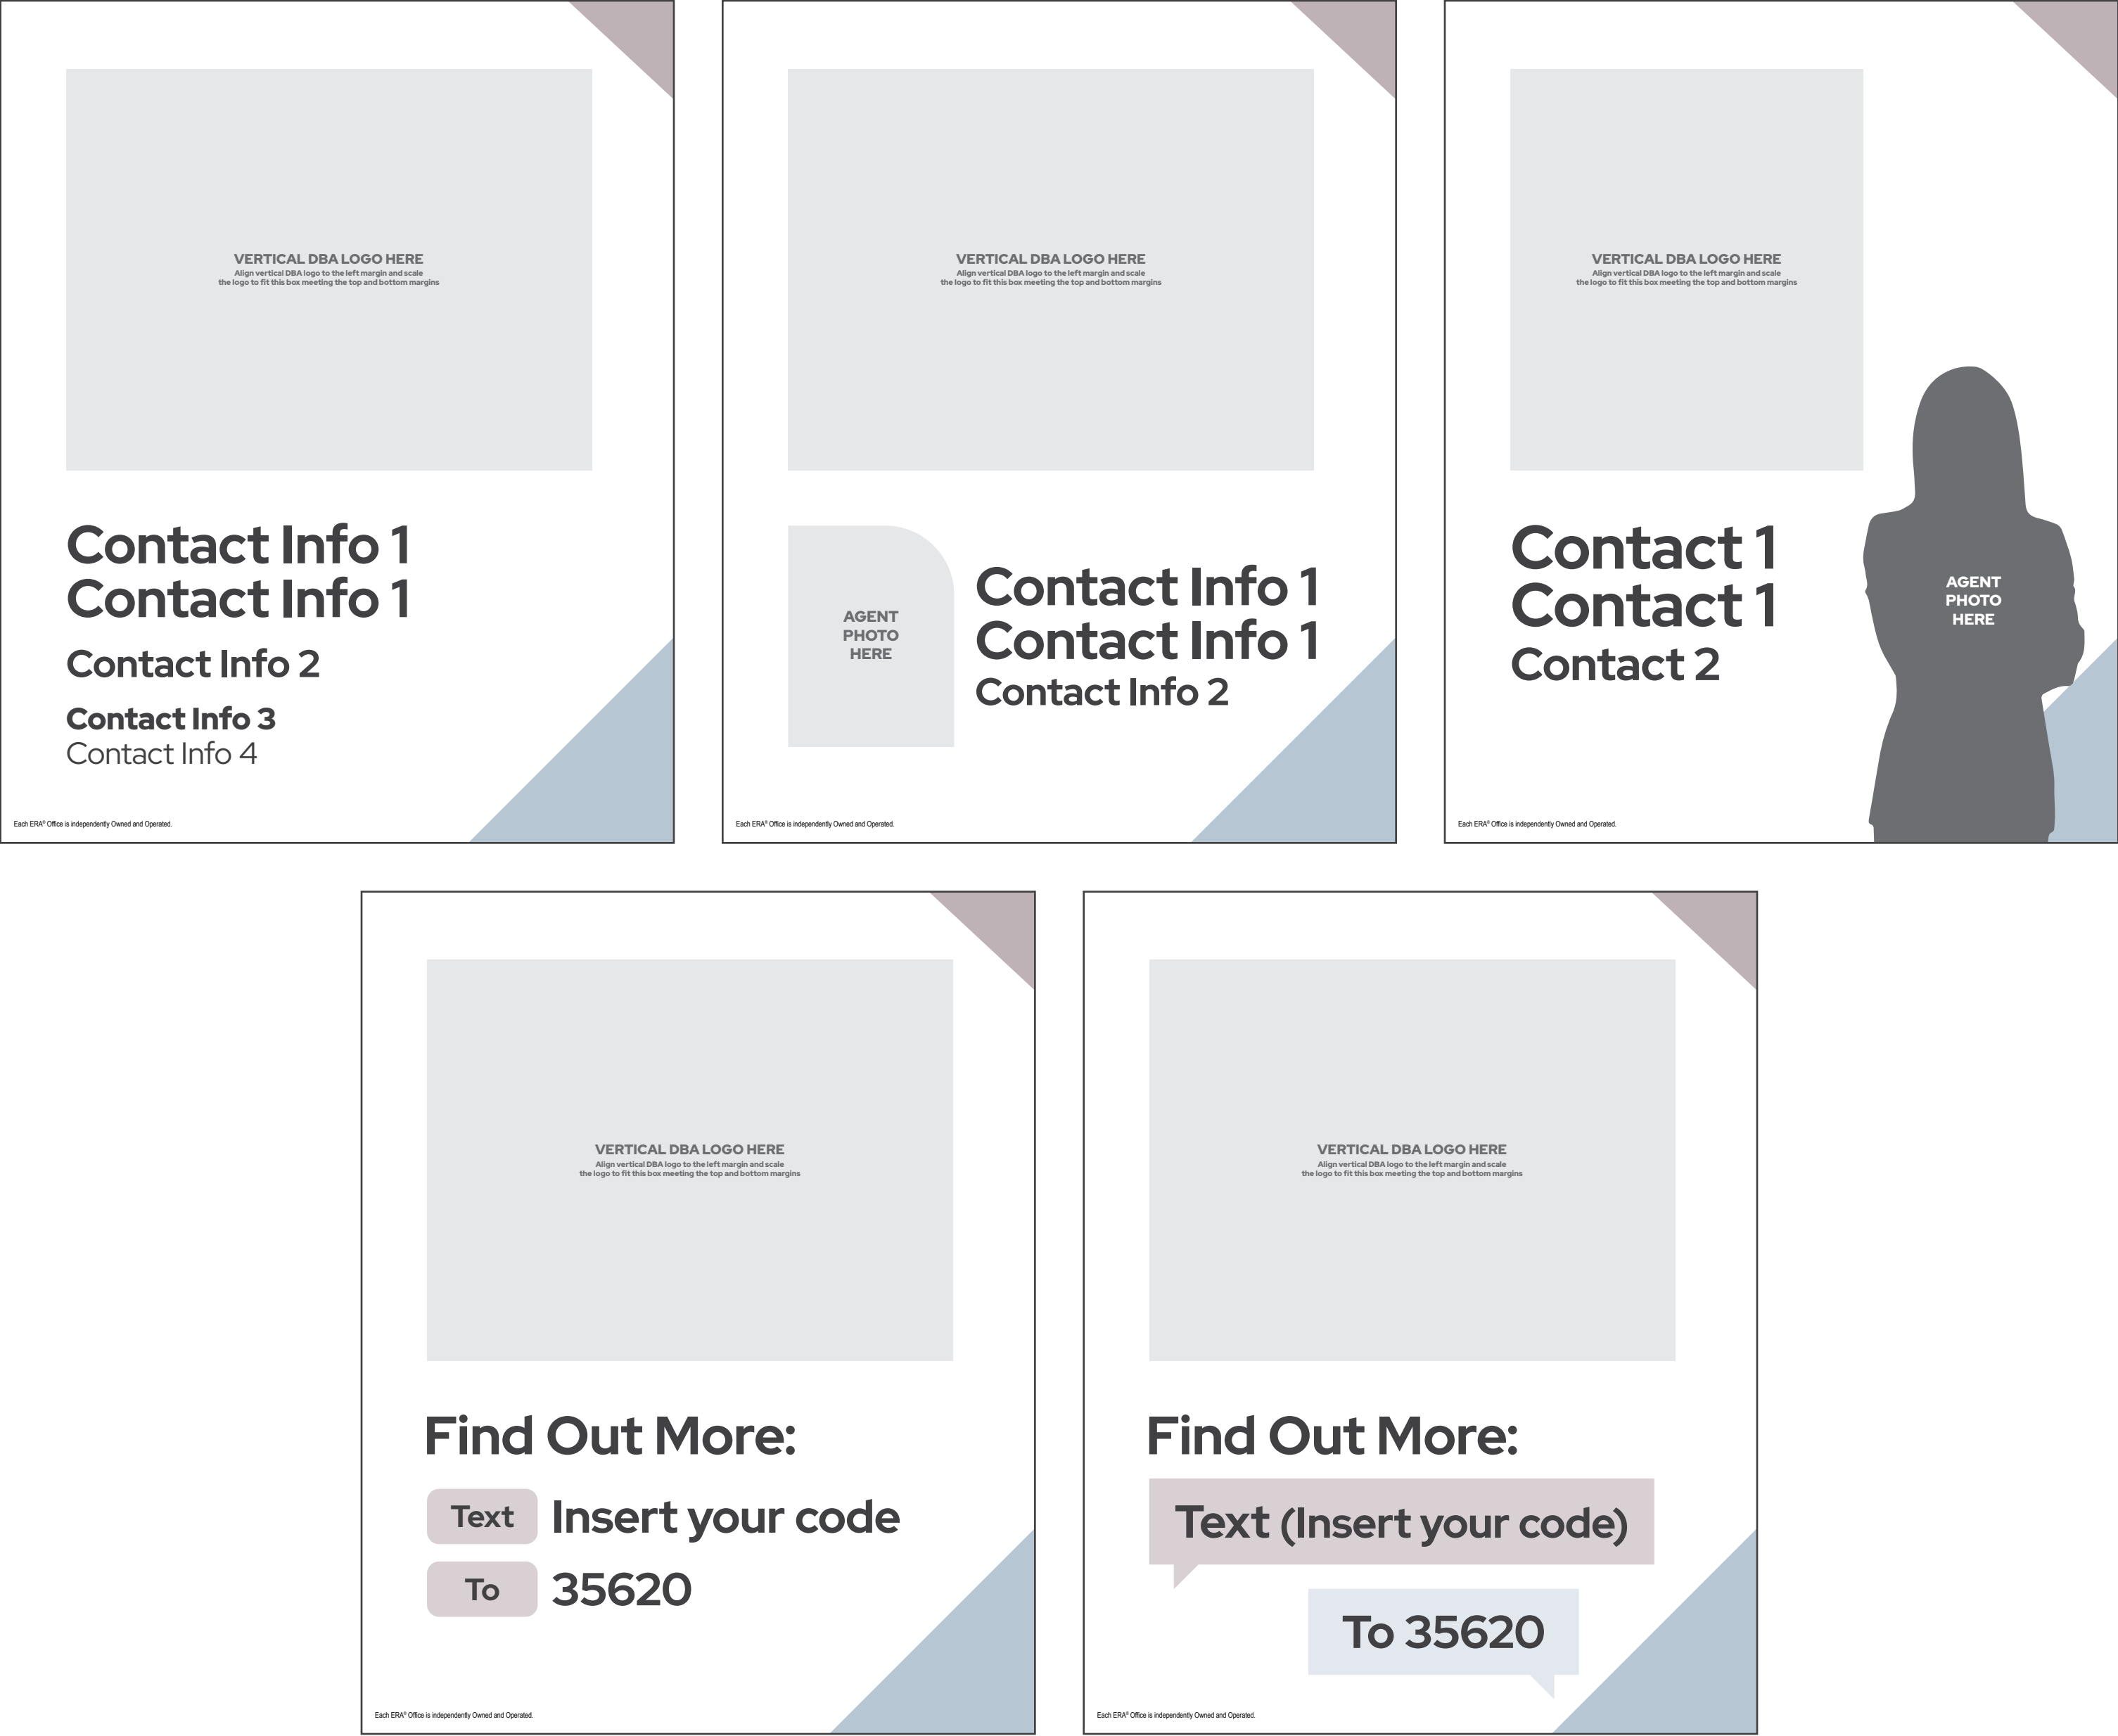 VERTICAL DBA LOGO HERE
Align vertical DBA logo to the left margin and scale
the logo to fit this box meeting the top and bottom margins
Contact Info 1
Contact Info 1
Contact Info 2
Contact Info 3
Contact Info 4
Each ERA® Office is independently Owned and Operated.
VERTICAL DBA LOGO HERE
Align vertical DBA logo to the left margin and scale
the logo to fit this box meeting the top and bottom margins
AGENT
PHOTO
HERE
Contact Info 1
Contact Info 1
Contact Info 2
Each ERA® Office is independently Owned and Operated.
VERTICAL DBA LOGO HERE
Align vertical DBA logo to the left margin and scale
the logo to fit this box meeting the top and bottom margins
Contact 1
Contact 1
Contact 2
AGENT
PHOTO
HERE
Each ERA® Office is independently Owned and Operated.
VERTICAL DBA LOGO HERE
Align vertical DBA logo to the left margin and scale
the logo to fit this box meeting the top and bottom margins
Find Out More:
Text Insert your code
To 35620
Each ERA® Office is independently Owned and Operated.
VERTICAL DBA LOGO HERE
Align vertical DBA logo to the left margin and scale
the logo to fit this box meeting the top and bottom margins
Find Out More:
Text (Insert your code)
To 35620
Each ERA® Office is independently Owned and Operated.